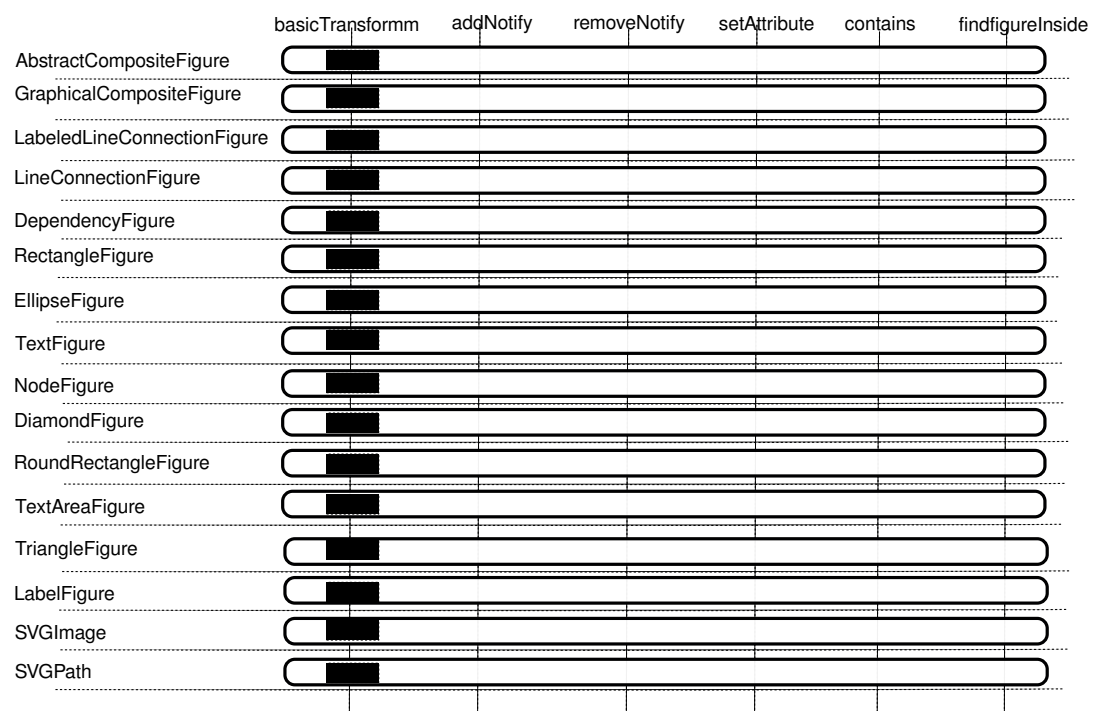 basicTransformm addNotify removeNotify setAttribute contains findfigureInside
AbstractCompositeFigure
GraphicalCompositeFigure
LabeledLineConnectionFigure
LineConnectionFigure
DependencyFigure
RectangleFigure
EllipseFigure
TextFigure
NodeFigure
DiamondFigure
RoundRectangleFigure
TextAreaFigure
TriangleFigure
LabelFigure
SVGImage
SVGPath